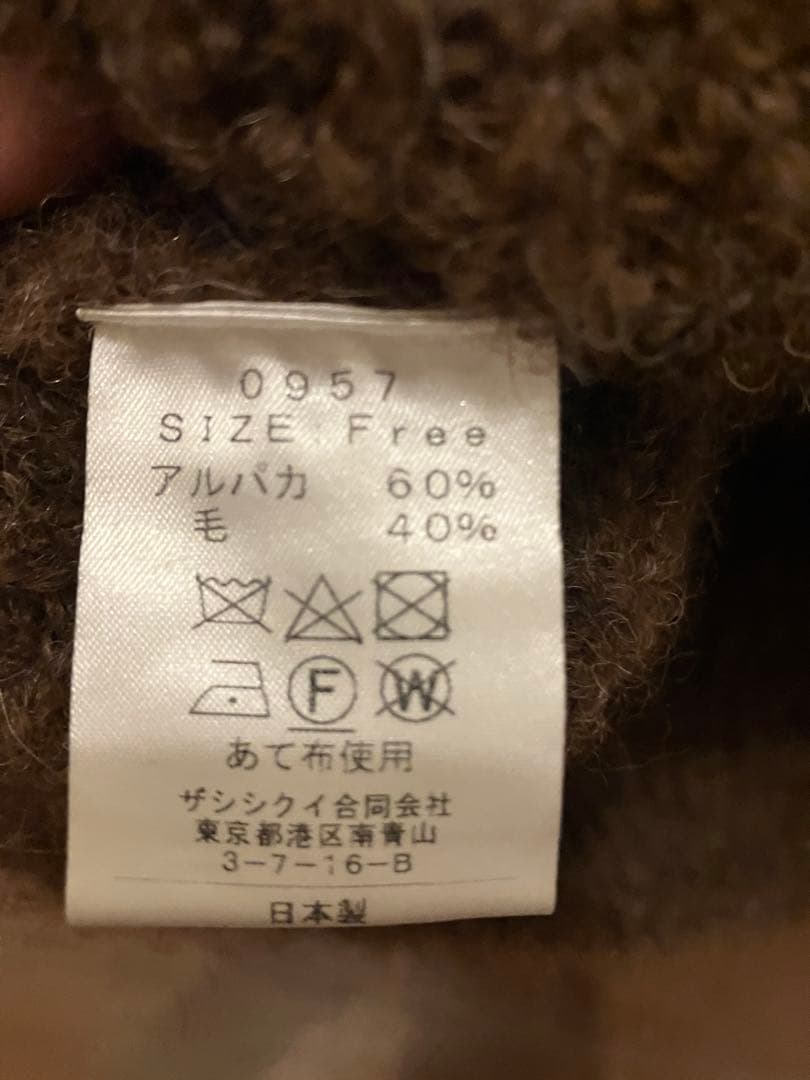 0957
SIZE Free
アルパカ 60%
毛 40%
F W
あて布使用
ザシシクイ合同会社
東京都港区南青山
3-7-16-B
日本製